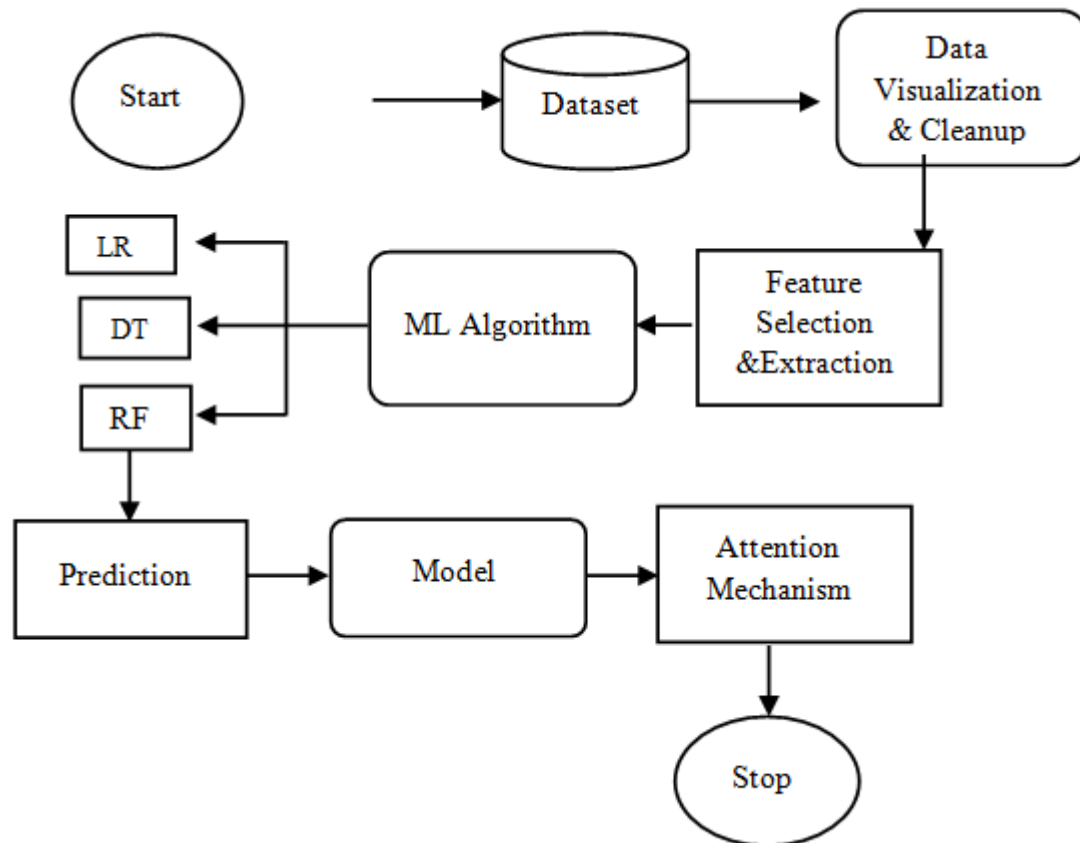 Start
Dataset
Data
Visualization
& Cleanup
LR
DT
RF
ML Algorithm
Feature
Selection
&Extraction
Prediction
Model
Attention
Mechanism
Stop